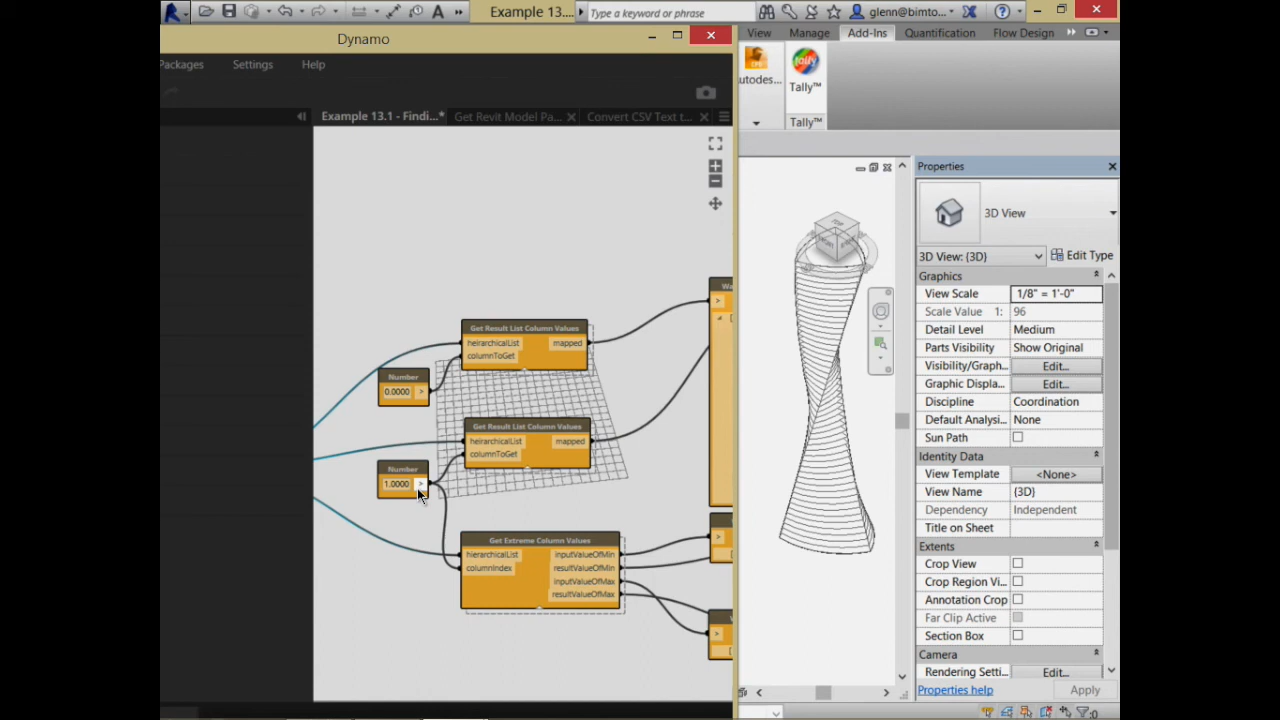 Example 13....
Type a keyword or phrase
glenn@bimto...
Dynamo
Packages Settings Help
Example 13.1 - Findi...*
Get Revit Model Pa...
Convert CSV Text t...
View Manage Add-Ins Quantification Flow Design
utodes...
Tally™
Tally™
Get Result List Column Values
heirarchicalList mapped
columnToGet
Number
0.0000 >
Get Result List Column Values
heirarchicalList mapped
columnToGet
Number
1.0000 >
Get Extreme Column Values
hierarchicalList inputValueOfMin
columnIndex resultValueOfMin
inputValueOfMax
resultValueOfMax
Wa
>
>
>
Properties
3D View
3D View: {3D}
Edit Type
Graphics
View Scale 1/8" = 1'-0"
Scale Value 1: 96
Detail Level Medium
Parts Visibility Show Original
Visibility/Graph... Edit...
Graphic Displa... Edit...
Discipline Coordination
Default Analysi... None
Sun Path
Identity Data
View Template <None>
View Name {3D}
Dependency Independent
Title on Sheet
Extents
Crop View
Crop Region Vi...
Annotation Crop
Far Clip Active
Section Box
Camera
Rendering Setti... Edit...
Properties help
Apply
:0